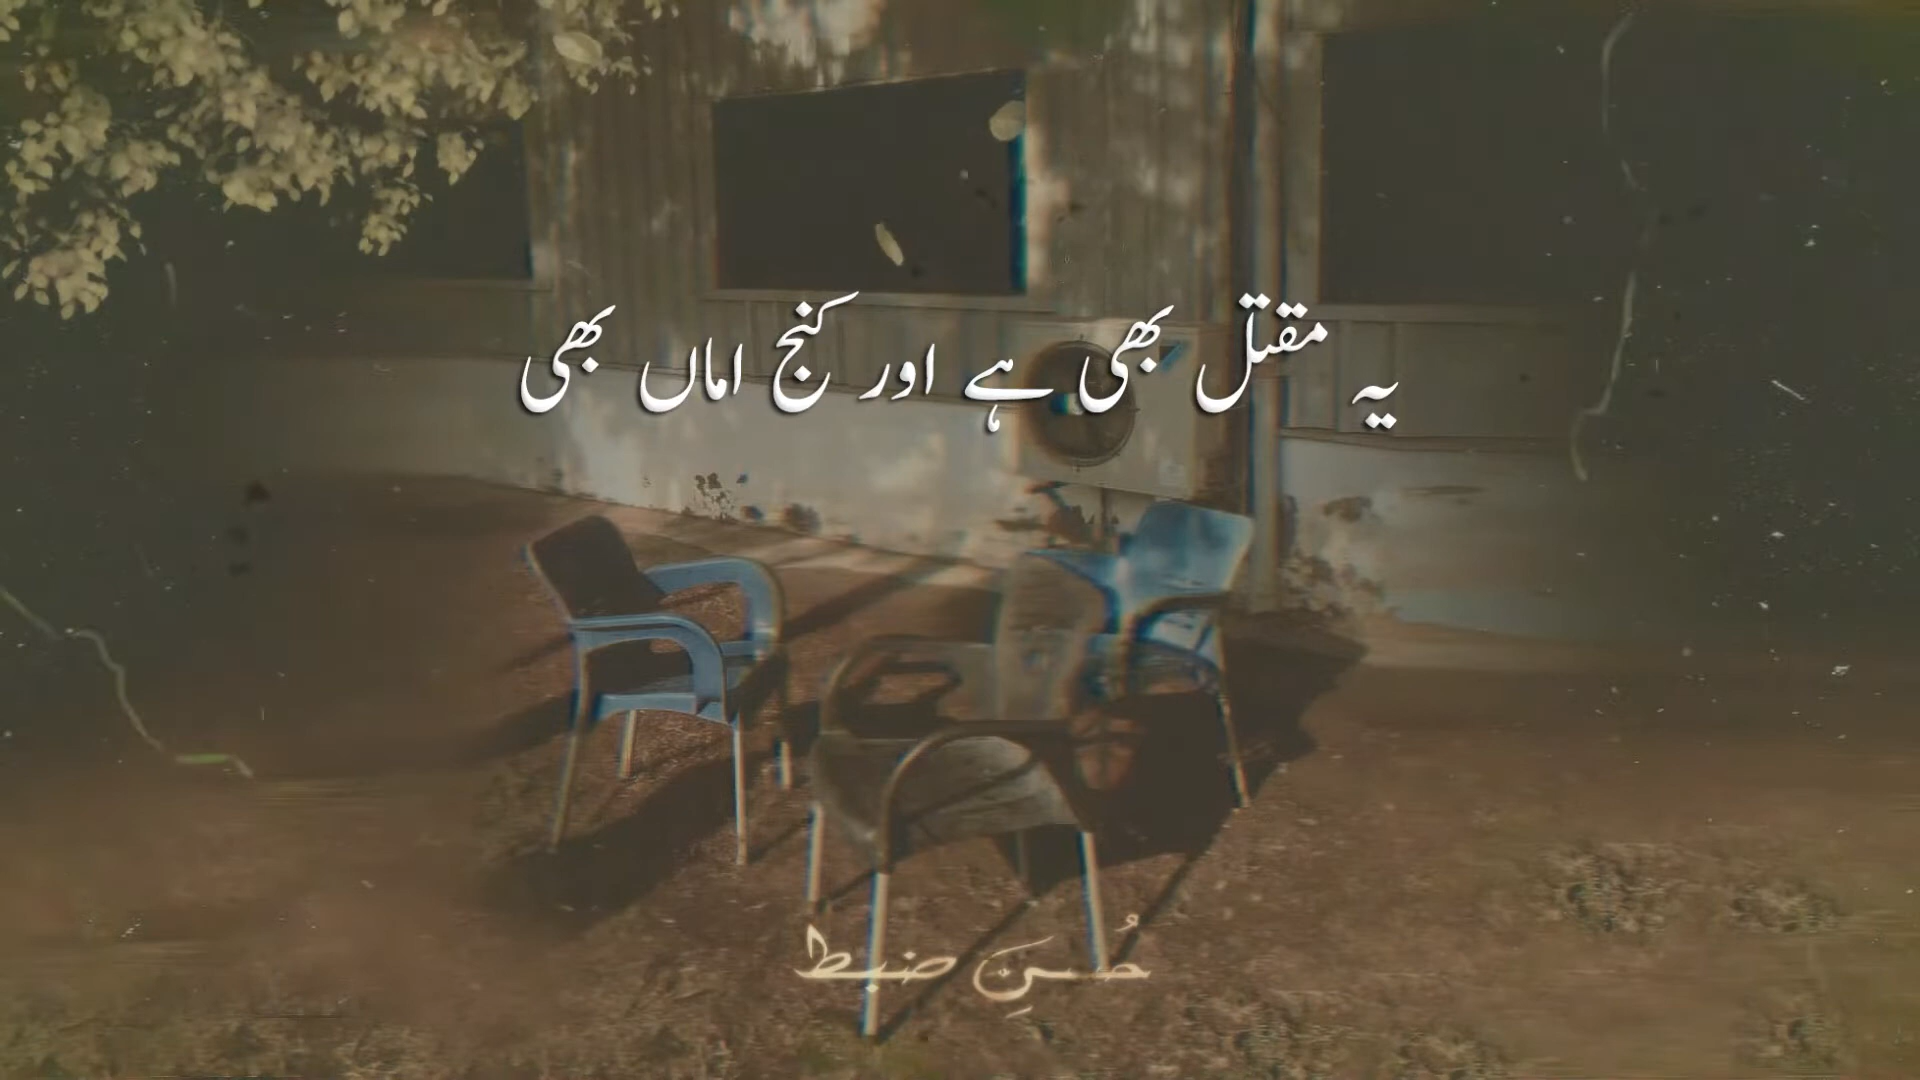 یہ مقتل بھی ہے اور کنج اماں بھی
حُسنِ ضبط